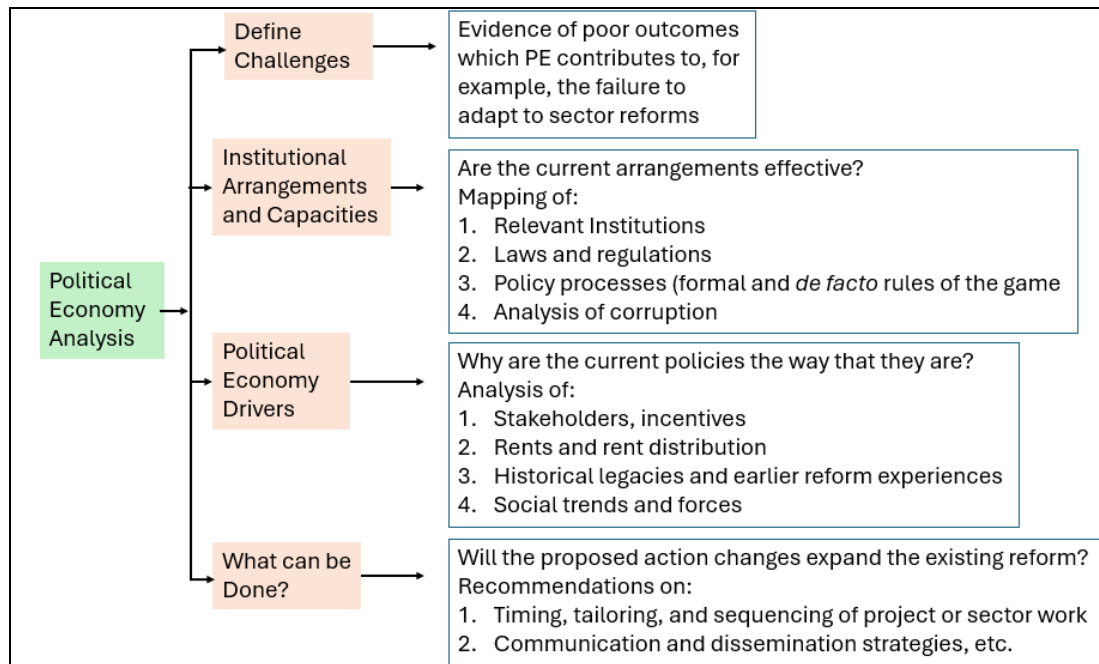 Define
Challenges
Evidence of poor outcomes
which PE contributes to, for
example, the failure to
adapt to sector reforms
Institutional
Arrangements
and Capacities
Are the current arrangements effective?
Mapping of:
1. Relevant Institutions
2. Laws and regulations
3. Policy processes (formal and de facto rules of the game
4. Analysis of corruption
Political
Economy
Analysis
Political
Economy
Drivers
Why are the current policies the way that they are?
Analysis of:
1. Stakeholders, incentives
2. Rents and rent distribution
3. Historical legacies and earlier reform experiences
4. Social trends and forces
What can be
Done?
Will the proposed action changes expand the existing reform?
Recommendations on:
1. Timing, tailoring, and sequencing of project or sector work
2. Communication and dissemination strategies, etc.